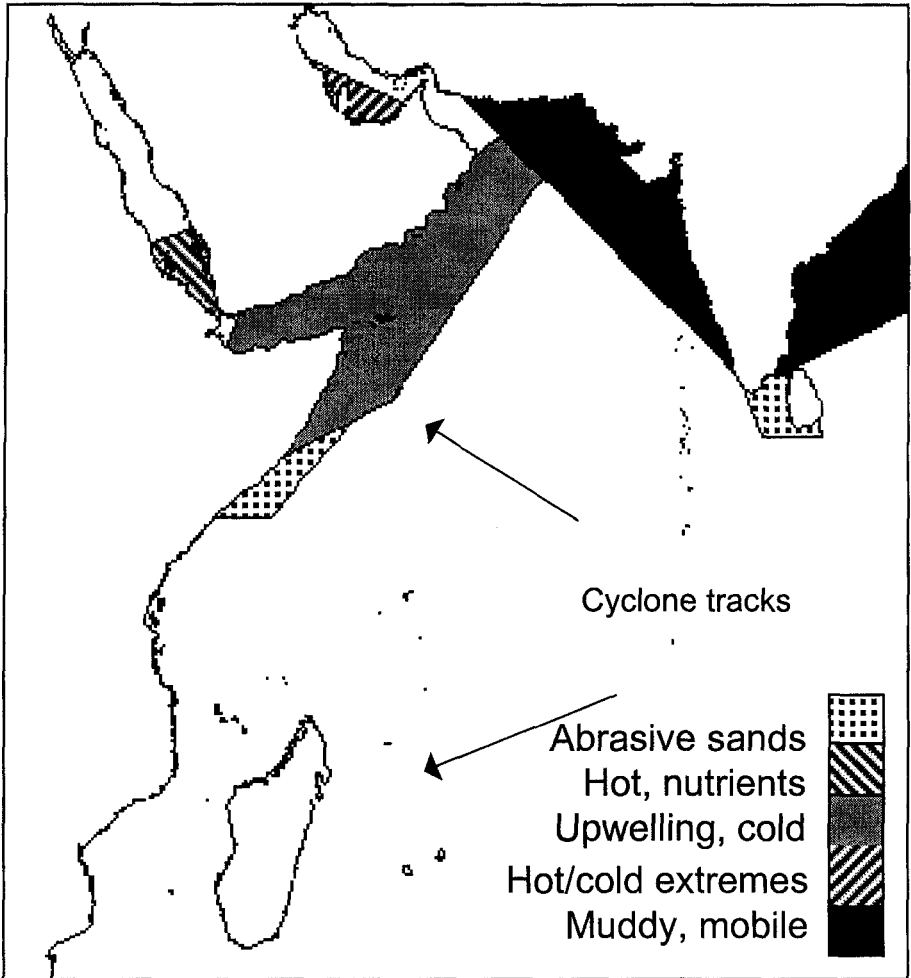 Cyclone tracks
Abrasive sands
Hot, nutrients
Upwelling, cold
Hot/cold extremes
Muddy, mobile